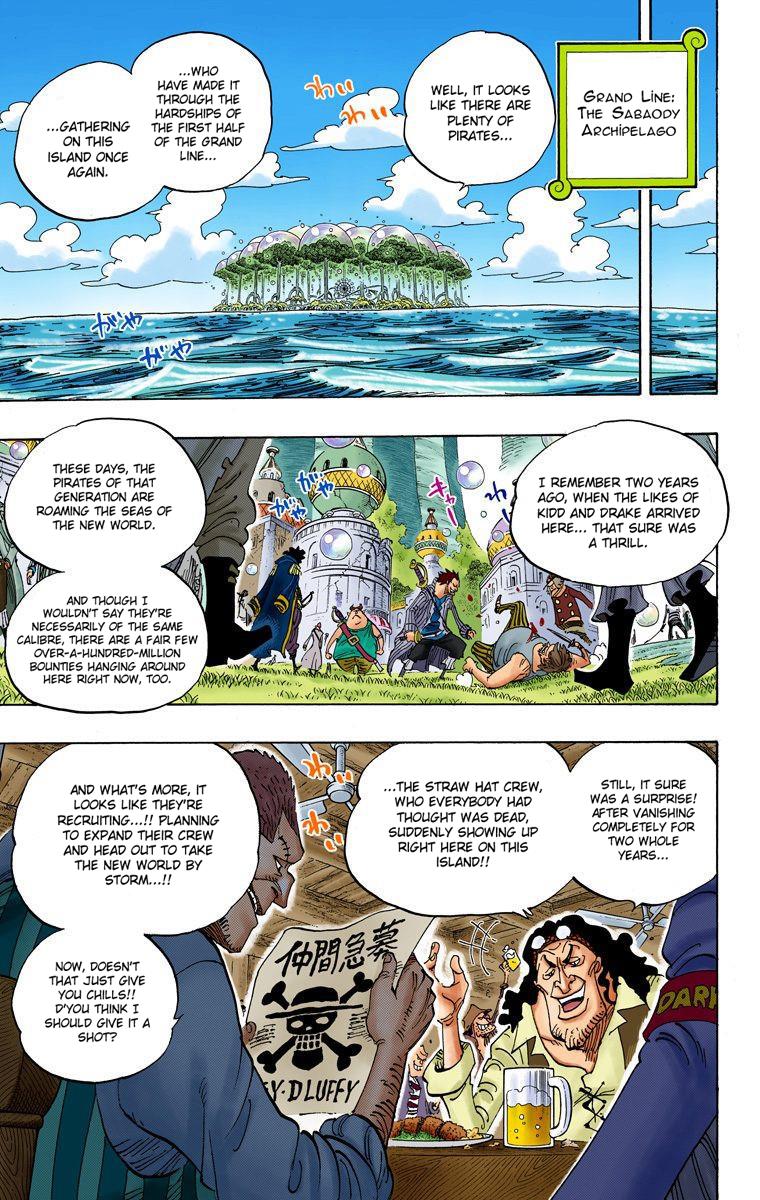 GRAND LINE:
THE SABAODY
ARCHIPELAGO
WELL, IT LOOKS
LIKE THERE ARE
PLENTY OF
PIRATES...
わい
わい
...WHO
HAVE MADE IT
THROUGH THE
HARDSHIPS OF
THE FIRST HALF
OF THE GRAND
LINE...
...GATHERING
ON THIS
ISLAND ONCE
AGAIN.
ガヤ
ガヤ
I REMEMBER TWO YEARS
AGO, WHEN THE LIKES OF
KIDD AND DRAKE ARRIVED
HERE... THAT SURE WAS
A THRILL.
ガヤ
ガヤ
THESE DAYS, THE
PIRATES OF THAT
GENERATION ARE
ROAMING THE SEAS OF
THE NEW WORLD.
AND THOUGH I
WOULDN'T SAY THEY'RE
NECESSARILY OF THE SAME
CALIBRE, THERE ARE A FAIR FEW
OVER-A-HUNDRED-MILLION
BOUNTIES HANGING AROUND
HERE RIGHT NOW, TOO.
STILL, IT SURE
WAS A SURPRISE!
AFTER VANISHING
COMPLETELY FOR
TWO WHOLE
YEARS...
...THE STRAW HAT CREW,
WHO EVERYBODY HAD
THOUGHT WAS DEAD,
SUDDENLY SHOWING UP
RIGHT HERE ON THIS
ISLAND!!
わい
わい
AND WHAT'S MORE, IT
LOOKS LIKE THEY'RE
RECRUITING...!! PLANNING
TO EXPAND THEIR CREW
AND HEAD OUT TO TAKE
THE NEW WORLD BY
STORM...!!
NOW, DOESN'T
THAT JUST GIVE
YOU CHILLS!!
D'YOU THINK I
SHOULD GIVE IT A
SHOT?
仲間急募
EY·D LUFFY
DARK